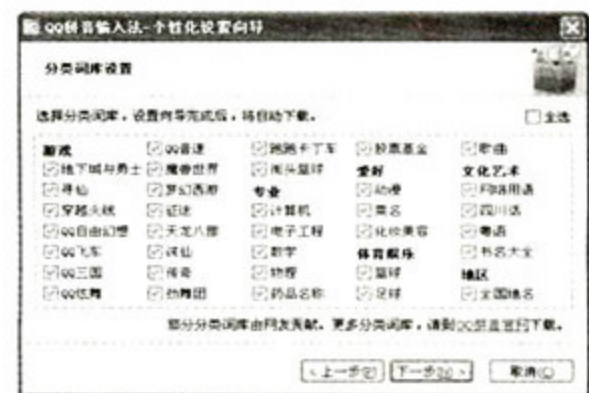 QQ拼音输入法-个性化设置向导
分类词库设置
选择分类词库，设置向导完成后，将自动下载。 全选
游戏 QQ音速 跑跑卡丁车 股票基金 歌曲
地下城与勇士 魔兽世界 街头篮球 爱好 文化艺术
寻仙 梦幻西游 专业 动漫 网络用语
穿越火线 征途 计算机 菜名 四川话
QQ自由幻想 天龙八部 电子工程 化妆美容 粤语
QQ飞车 诛仙 数学 体育娱乐 书名大全
QQ三国 传奇 物理 篮球 地区
QQ炫舞 劲舞团 药品名称 足球 全国地名
部分分类词库由网友贡献。更多分类词库，请到QQ拼音官网下载。
<上一步(P) 下一步(N)> 取消(C)